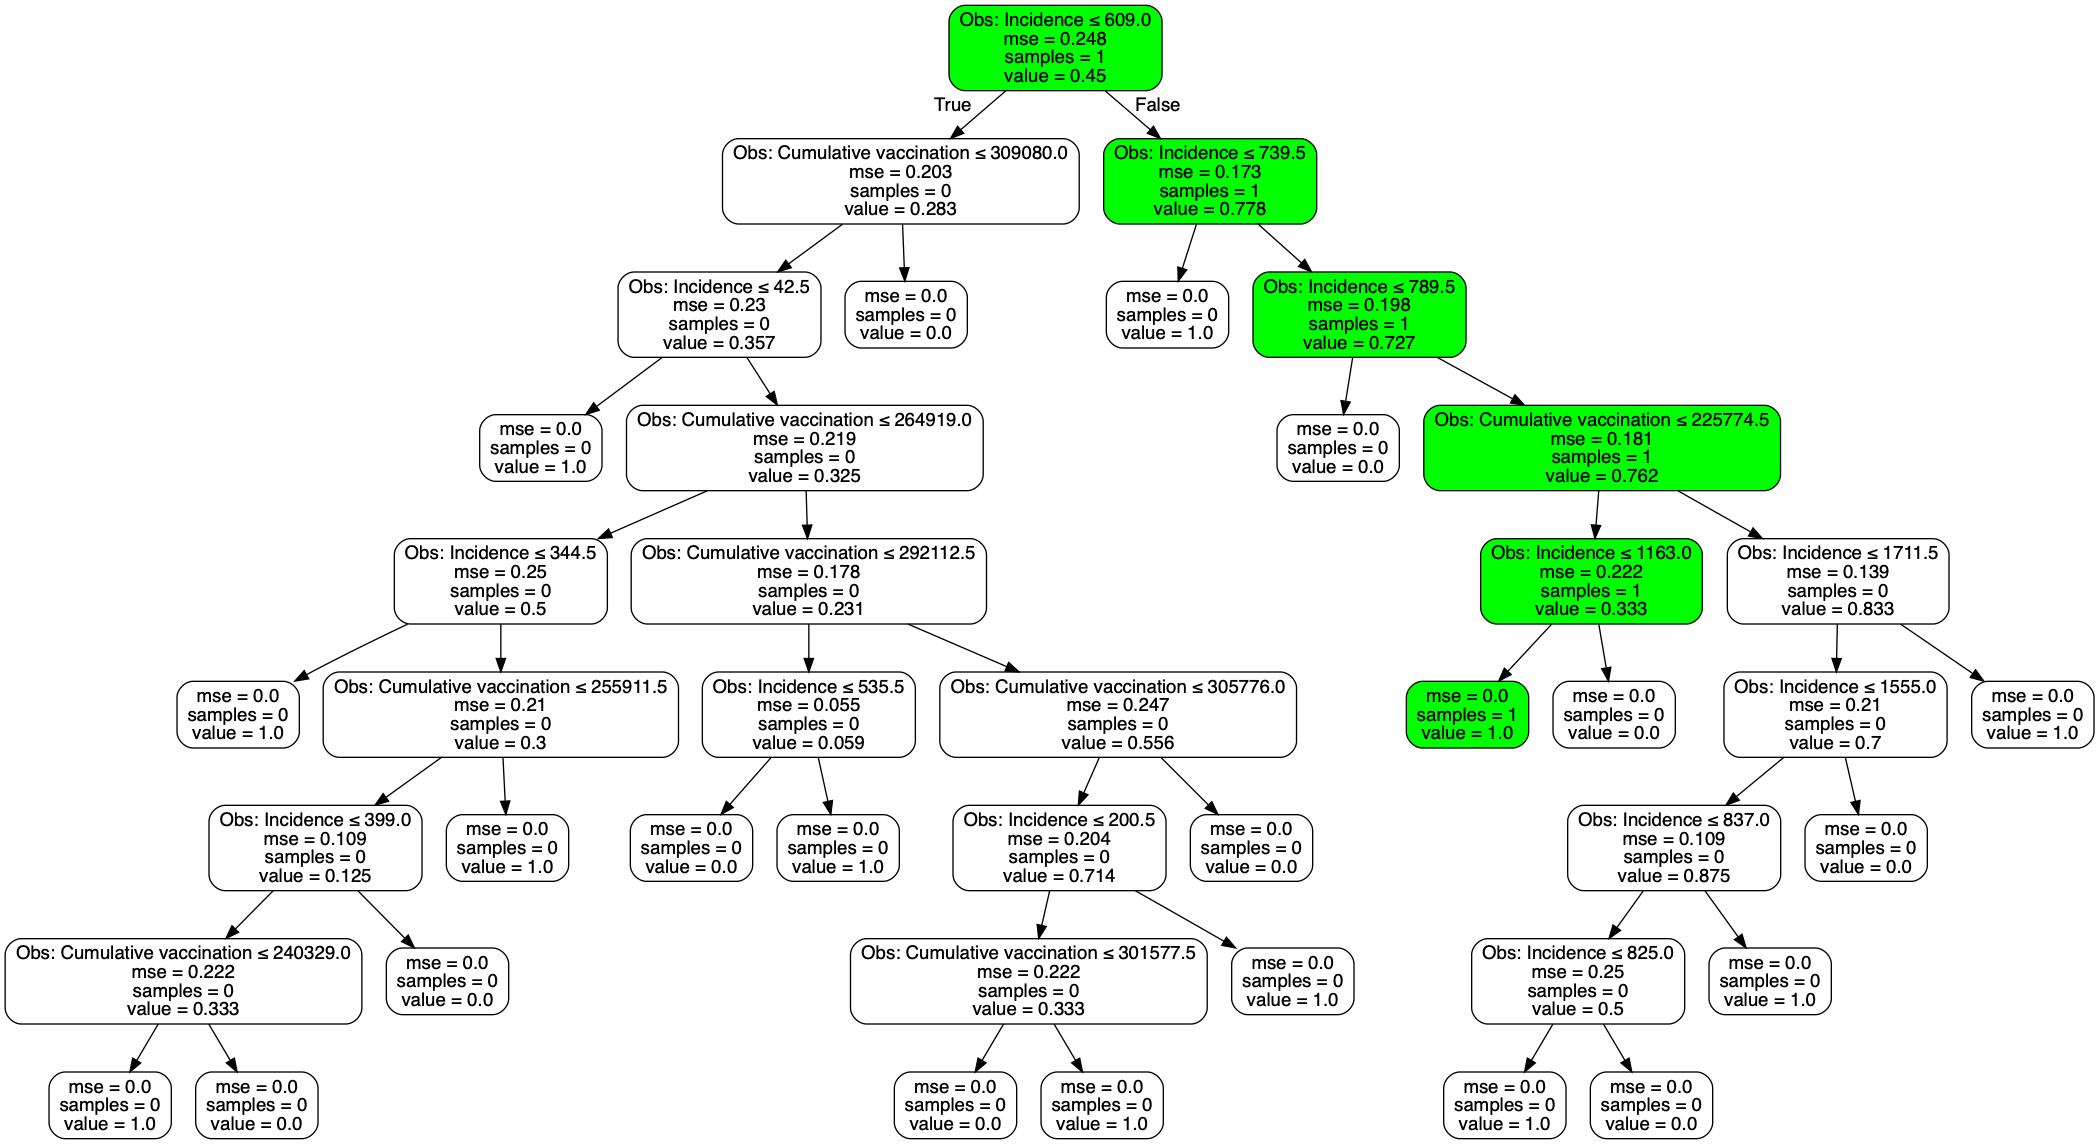 Obs: Incidence ≤ 609.0
mse = 0.248
samples = 1
value = 0.45
True
False
Obs: Cumulative vaccination ≤ 309080.0
mse = 0.203
samples = 0
value = 0.283
Obs: Incidence ≤ 739.5
mse = 0.173
samples = 1
value = 0.778
Obs: Incidence ≤ 42.5
mse = 0.23
samples = 0
value = 0.357
mse = 0.0
samples = 0
value = 0.0
mse = 0.0
samples = 0
value = 1.0
Obs: Incidence ≤ 789.5
mse = 0.198
samples = 1
value = 0.727
mse = 0.0
samples = 0
value = 1.0
Obs: Cumulative vaccination ≤ 264919.0
mse = 0.219
samples = 0
value = 0.325
mse = 0.0
samples = 0
value = 0.0
Obs: Cumulative vaccination ≤ 225774.5
mse = 0.181
samples = 1
value = 0.762
Obs: Incidence ≤ 344.5
mse = 0.25
samples = 0
value = 0.5
Obs: Cumulative vaccination ≤ 292112.5
mse = 0.178
samples = 0
value = 0.231
Obs: Incidence ≤ 1163.0
mse = 0.222
samples = 1
value = 0.333
Obs: Incidence ≤ 1711.5
mse = 0.139
samples = 0
value = 0.833
mse = 0.0
samples = 0
value = 1.0
Obs: Cumulative vaccination ≤ 255911.5
mse = 0.21
samples = 0
value = 0.3
Obs: Incidence ≤ 535.5
mse = 0.055
samples = 0
value = 0.059
Obs: Cumulative vaccination ≤ 305776.0
mse = 0.247
samples = 0
value = 0.556
mse = 0.0
samples = 1
value = 1.0
mse = 0.0
samples = 0
value = 0.0
Obs: Incidence ≤ 1555.0
mse = 0.21
samples = 0
value = 0.7
mse = 0.0
samples = 0
value = 1.0
Obs: Incidence ≤ 399.0
mse = 0.109
samples = 0
value = 0.125
mse = 0.0
samples = 0
value = 1.0
mse = 0.0
samples = 0
value = 0.0
mse = 0.0
samples = 0
value = 1.0
Obs: Incidence ≤ 200.5
mse = 0.204
samples = 0
value = 0.714
mse = 0.0
samples = 0
value = 0.0
Obs: Incidence ≤ 837.0
mse = 0.109
samples = 0
value = 0.875
mse = 0.0
samples = 0
value = 0.0
Obs: Cumulative vaccination ≤ 240329.0
mse = 0.222
samples = 0
value = 0.333
mse = 0.0
samples = 0
value = 0.0
Obs: Cumulative vaccination ≤ 301577.5
mse = 0.222
samples = 0
value = 0.333
mse = 0.0
samples = 0
value = 1.0
Obs: Incidence ≤ 825.0
mse = 0.25
samples = 0
value = 0.5
mse = 0.0
samples = 0
value = 1.0
mse = 0.0
samples = 0
value = 1.0
mse = 0.0
samples = 0
value = 0.0
mse = 0.0
samples = 0
value = 0.0
mse = 0.0
samples = 0
value = 1.0
mse = 0.0
samples = 0
value = 1.0
mse = 0.0
samples = 0
value = 0.0